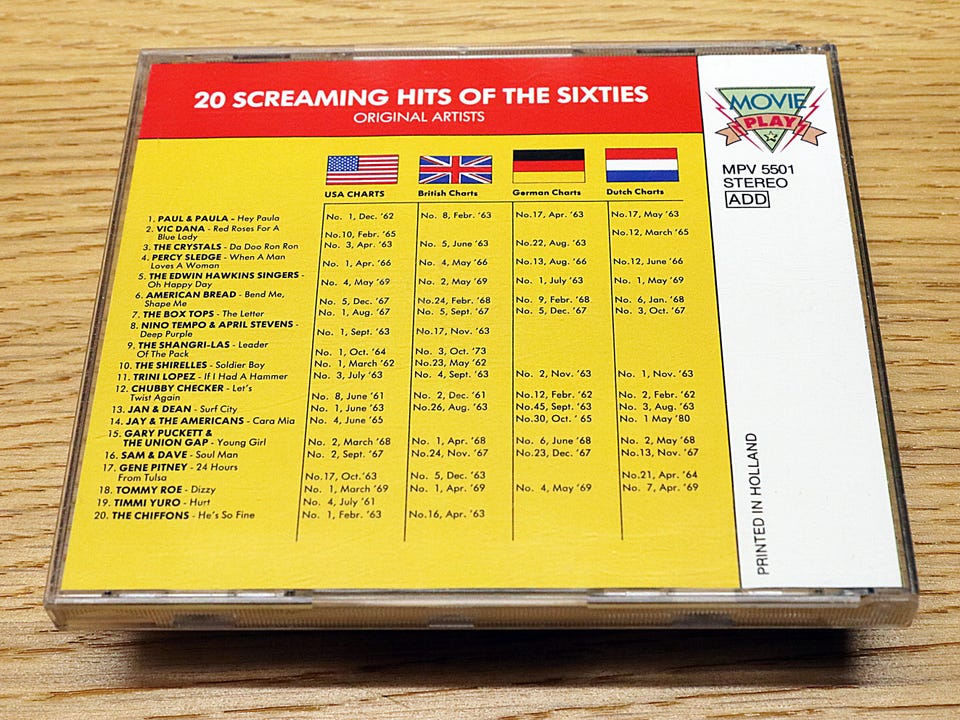 20 SCREAMING HITS OF THE SIXTIES
ORIGINAL ARTISTS
MOVIE
PLAY
MPV 5501
STEREO
ADD
USA CHARTS British Charts German Charts Dutch Charts
1. PAUL & PAULA - Hey Paula No. 1, Dec. '62 No. 8, Febr. '63 No.17, Apr. '63 No.17, May '63
2. VIC DANA - Red Roses For A
Blue Lady No.10, Febr. '65 No.12, March '65
3. THE CRYSTALS - Da Doo Ron Ron No. 3, Apr. '63 No. 5, June '63 No.22, Aug. '63
4. PERCY SLEDGE - When A Man
Loves A Woman No. 1, Apr. '66 No. 4, May '66 No.13, Aug. '66 No.12, June '66
5. THE EDWIN HAWKINS SINGERS -
Oh Happy Day No. 4, May '69 No. 2, May '69 No. 1, July '63 No. 1, May '69
6. AMERICAN BREAD - Bend Me,
Shape Me No. 5, Dec. '67 No.24, Febr. '68 No. 9, Febr. '68 No. 6, Jan. '68
7. THE BOX TOPS - The Letter No. 1, Aug. '67 No. 5, Sept. '67 No. 5, Dec. '67 No. 3, Oct. '67
8. NINO TEMPO & APRIL STEVENS -
Deep Purple No. 1, Sept. '63 No.17, Nov. '63
9. THE SHANGRI-LAS - Leader
Of The Pack No. 1, Oct. '64 No. 3, Oct. '73
10. THE SHIRELLES - Soldier Boy No. 1, March '62 No.23, May '62
11. TRINI LOPEZ - If I Had A Hammer No. 3, July '63 No. 4, Sept. '63 No. 2, Nov. '63 No. 1, Nov. '63
12. CHUBBY CHECKER - Let's
Twist Again No. 8, June '61 No. 2, Dec. '61 No.12, Febr. '62 No. 2, Febr. '62
13. JAN & DEAN - Surf City No. 1, June '63 No.26, Aug. '63 No.45, Sept. '63 No. 3, Aug. '63
14. JAY & THE AMERICANS - Cara Mia No. 4, June '65 No.30, Oct. ' 65 No. 1 May '80
15. GARY PUCKETT &
THE UNION GAP - Young Girl No. 2, March '68 No. 1, Apr. '68 No. 6, June '68 No. 2, May '68
16. SAM & DAVE - Soul Man No. 2, Sept. '67 No.24, Nov. '67 No.23, Dec. '67 No.13, Nov. '67
17. GENE PITNEY - 24 Hours
From Tulsa No.17, Oct. '63 No. 5, Dec. '63 No.21, Apr. '64
18. TOMMY ROE - Dizzy No. 1, March '69 No. 1, Apr. '69 No. 4, May '69 No. 7, Apr. '69
19. TIMMI YURO - Hurt No. 4, July '61
20. THE CHIFFONS - He's So Fine No. 1, Febr. '63 No.16, Apr. '63
PRINTED IN HOLLAND